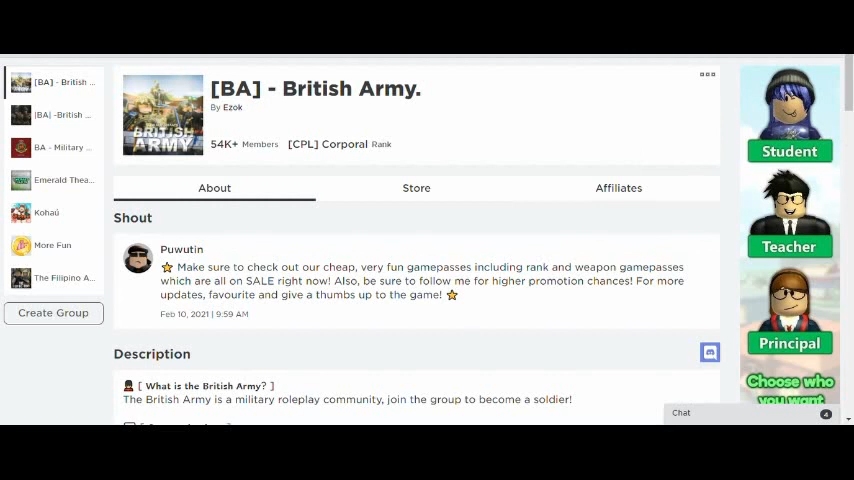 [BA] - British ...
[BA] -British ...
BA - Military ...
Emerald Thea...
Kohaú
More Fun
The Filipino A...
Create Group
BRITISH
ARMY
[BA] - British Army.
By Ezok
54K+ Members [CPL] Corporal Rank
About Store Affiliates
Shout
Puwutin
⭐ Make sure to check out our cheap, very fun gamepasses including rank and weapon gamepasses
which are all on SALE right now! Also, be sure to follow me for higher promotion chances! For more
updates, favourite and give a thumbs up to the game! ⭐
Feb 10, 2021 | 9:59 AM
Description
[ What is the British Army? ]
The British Army is a military roleplay community, join the group to become a soldier!
Student
Teacher
Principal
Choose who
you want
Chat 4